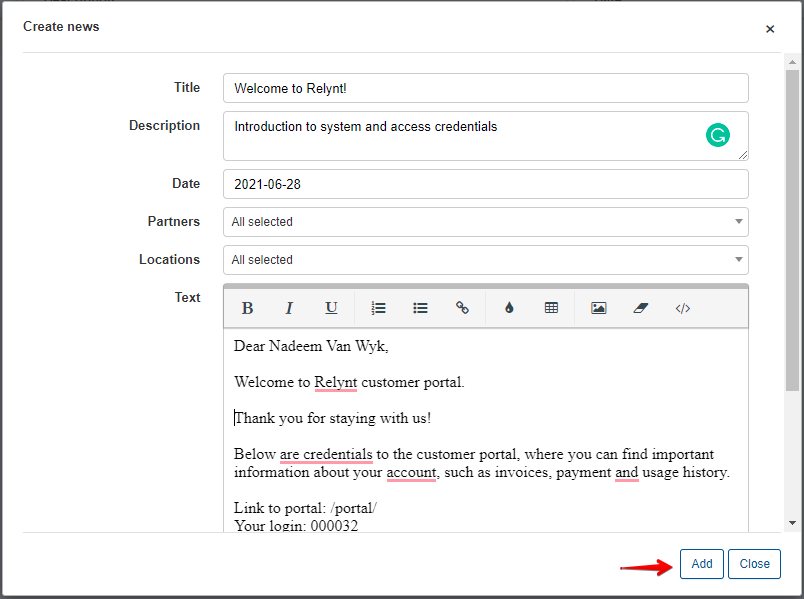 Create news
×
Title
Welcome to Relynt!
Description
Introduction to system and access credentials
Date
2021-06-28
Partners
All selected
Locations
All selected
Text
B I U
Dear Nadeem Van Wyk,
Welcome to Relynt customer portal.
Thank you for staying with us!
Below are credentials to the customer portal, where you can find important
information about your account, such as invoices, payment and usage history.
Link to portal: /portal/
Your login: 000032
Add
Close